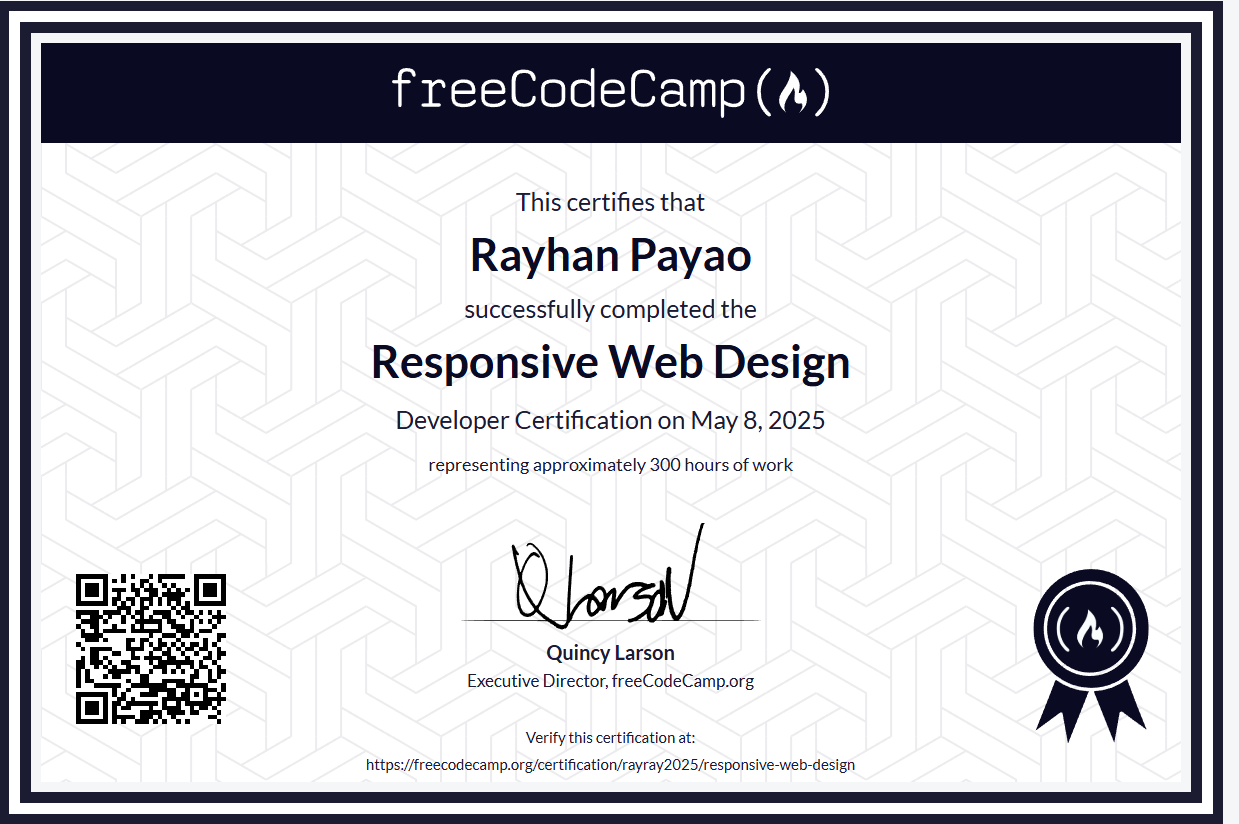 freeCodeCamp
This certifies that
Rayhan Payao
successfully completed the
Responsive Web Design
Developer Certification on May 8, 2025
representing approximately 300 hours of work
Quincy Larson
Executive Director, freeCodeCamp.org
Verify this certification at:
https://freecodecamp.org/certification/rayray2025/responsive-web-design